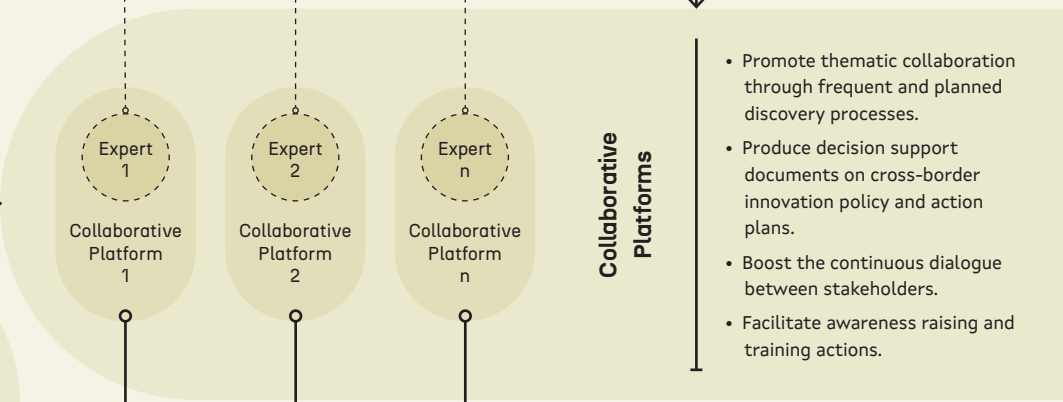 Expert
1
Collaborative
Platform
1
Expert
2
Collaborative
Platform
2
Expert
n
Collaborative
Platform
n
Collaborative
Platforms
• Promote thematic collaboration
through frequent and planned
discovery processes.
• Produce decision support
documents on cross-border
innovation policy and action
plans.
• Boost the continuous dialogue
between stakeholders.
• Facilitate awareness raising and
training actions.